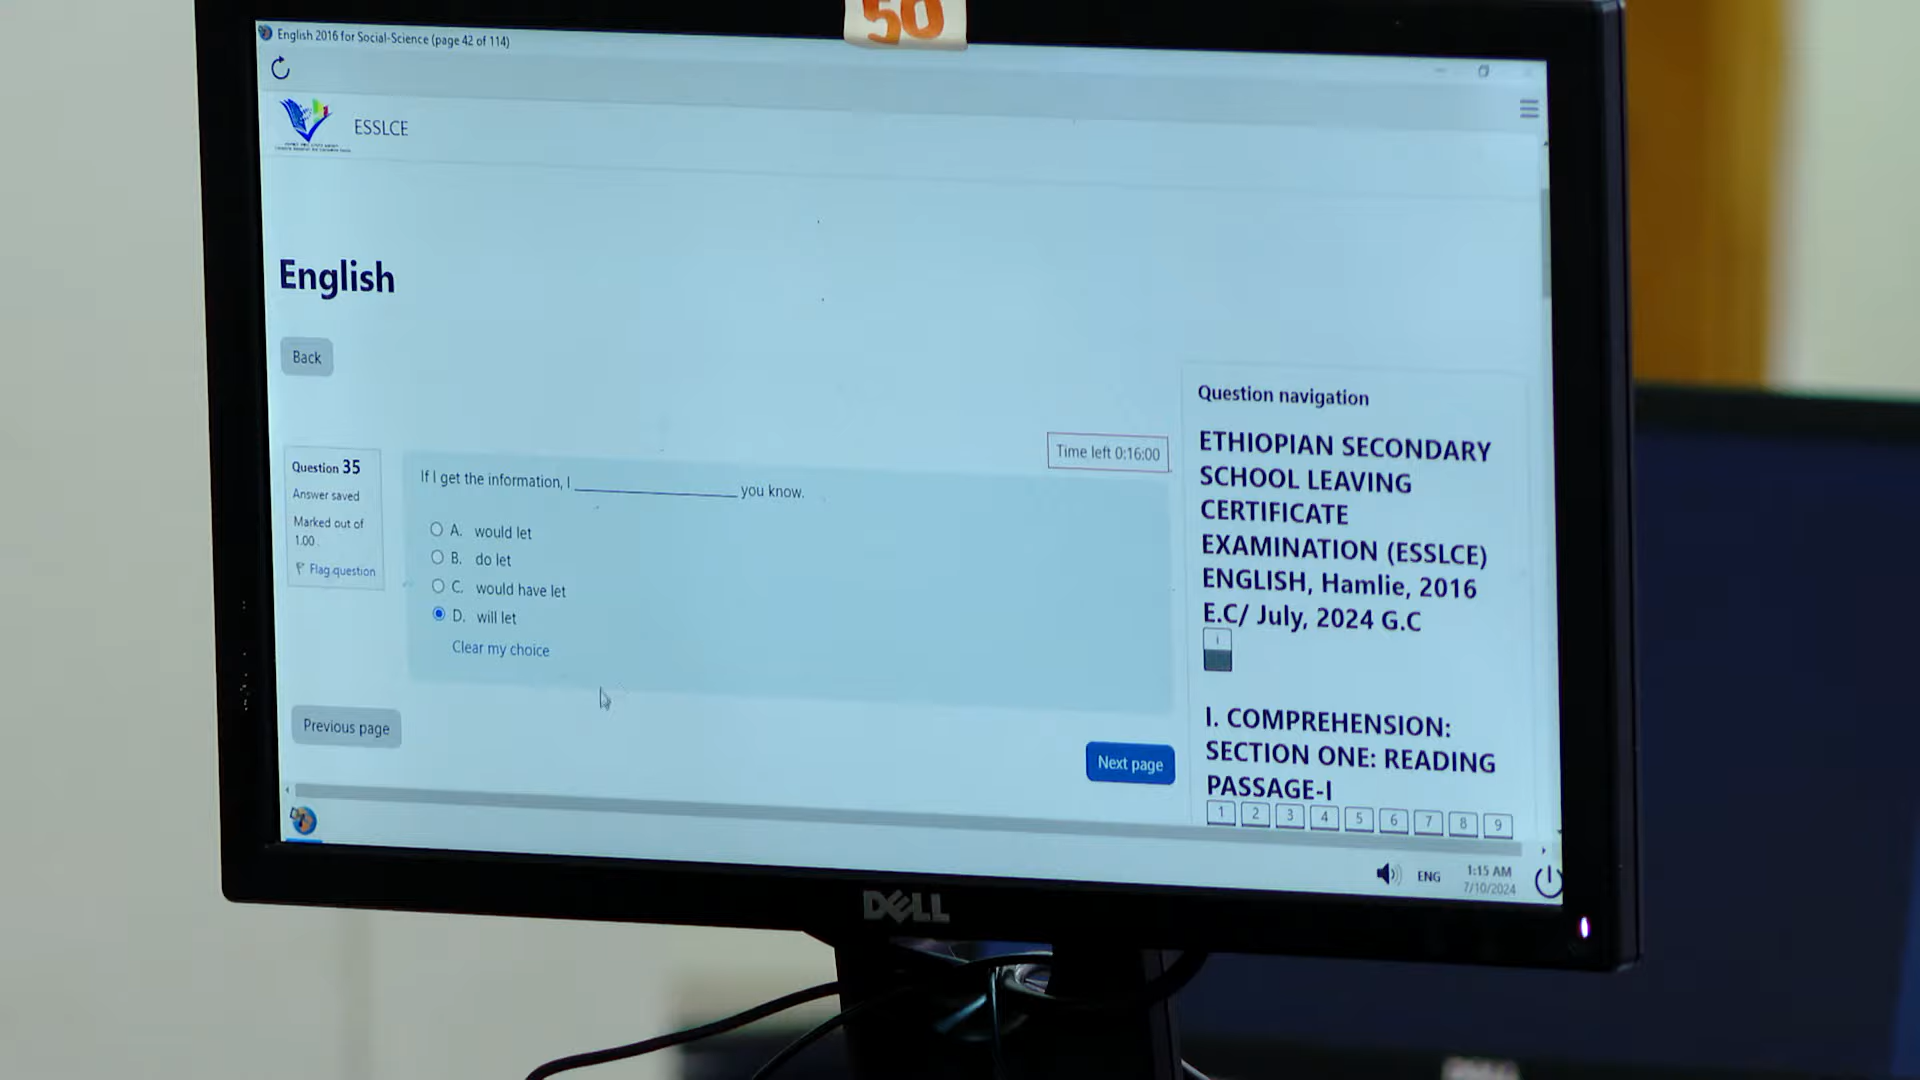 50
English 2016 for Social-Science (page 42 of 114)
ESSLCE
English
Back
Question 35
Answer saved
Marked out of
1.00
Flag question
Time left 0:16:00
If I get the information, I ____________ you know.
A. would let
B. do let
C. would have let
D. will let
Clear my choice
Previous page
Next page
Question navigation
ETHIOPIAN SECONDARY
SCHOOL LEAVING
CERTIFICATE
EXAMINATION (ESSLCE)
ENGLISH, Hamlie, 2016
E.C/ July, 2024 G.C
i
I. COMPREHENSION:
SECTION ONE: READING
PASSAGE-I
1 2 3 4 5 6 7 8 9
ENG
1:15 AM
7/10/2024
DELL